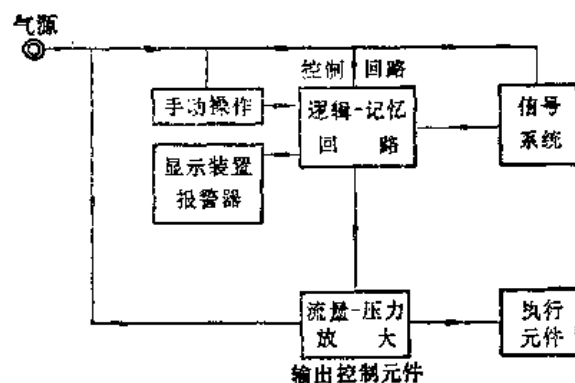 气源
控制 回路
手动操作
逻辑-记忆
回 路
信号
系统
显示装置
报警器
流量-压力
放 大
执行
元件
输出控制元件